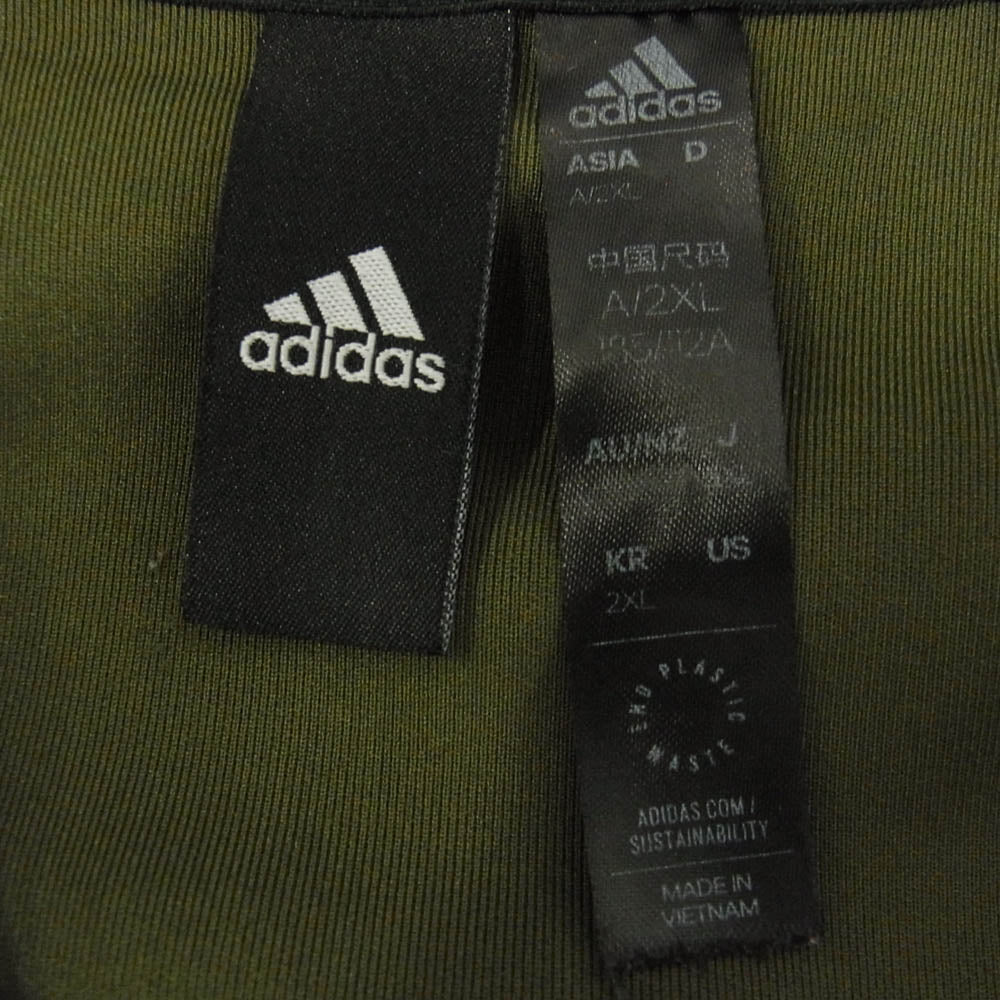 adidas
adidas
ASIA D
A/2XL
中国尺码
A/2XL
AU/NZ J
KR US
2XL
END PLASTIC WASTE
ADIDAS.COM/
SUSTAINABILITY
MADE IN
VIETNAM